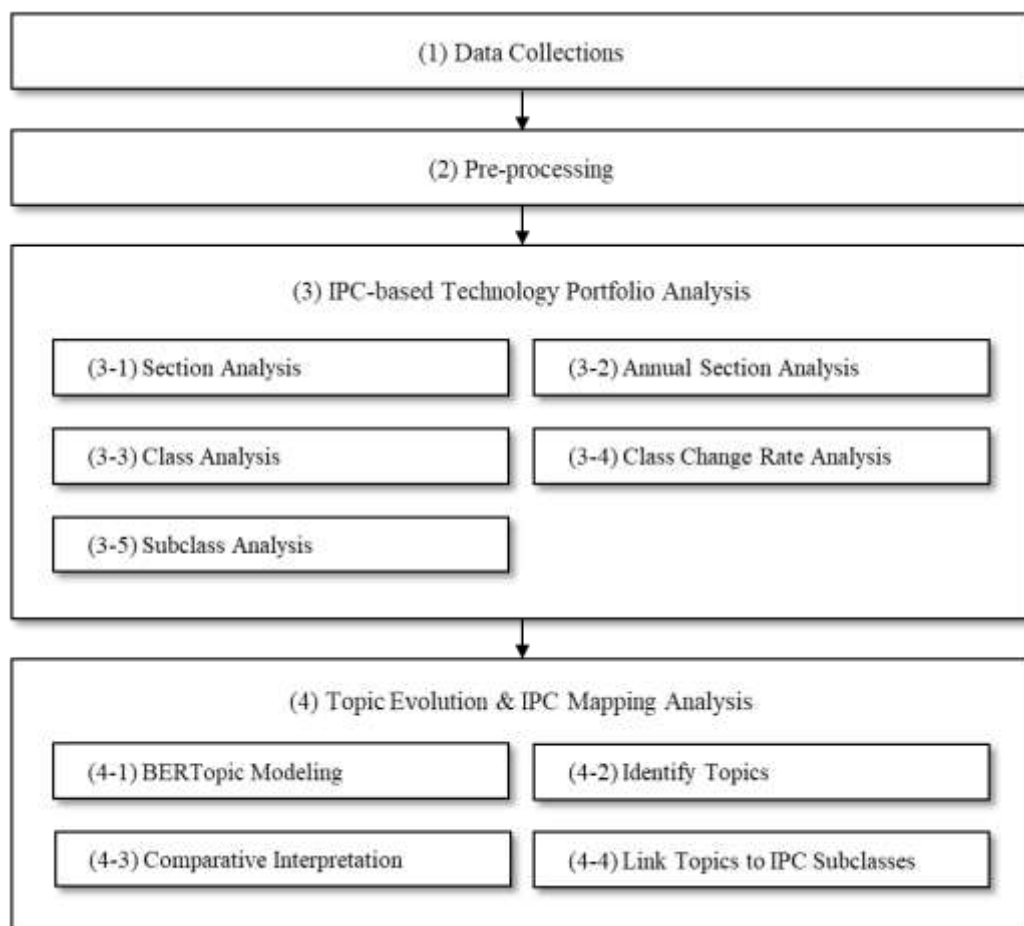 (1) Data Collections
(2) Pre-processing
(3) IPC-based Technology Portfolio Analysis
(3-1) Section Analysis
(3-2) Annual Section Analysis
(3-3) Class Analysis
(3-4) Class Change Rate Analysis
(3-5) Subclass Analysis
(4) Topic Evolution & IPC Mapping Analysis
(4-1) BERTopic Modeling
(4-2) Identify Topics
(4-3) Comparative Interpretation
(4-4) Link Topics to IPC Subclasses